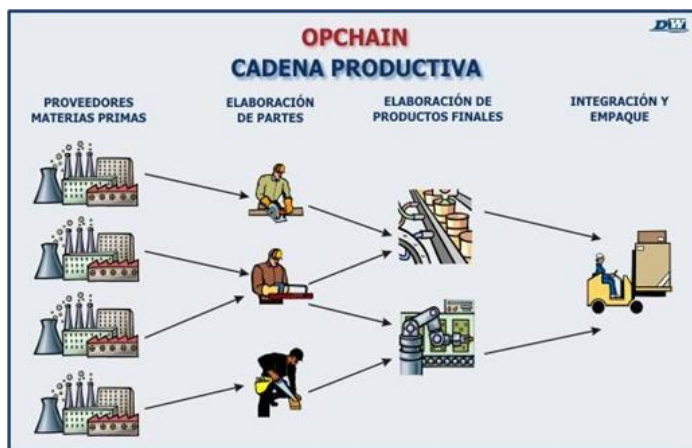 OPCHAIN
CADENA PRODUCTIVA
DW
PROVEEDORES
MATERIAS PRIMAS
ELABORACIÓN
DE PARTES
ELABORACIÓN DE
PRODUCTOS FINALES
INTEGRACIÓN Y
EMPAQUE